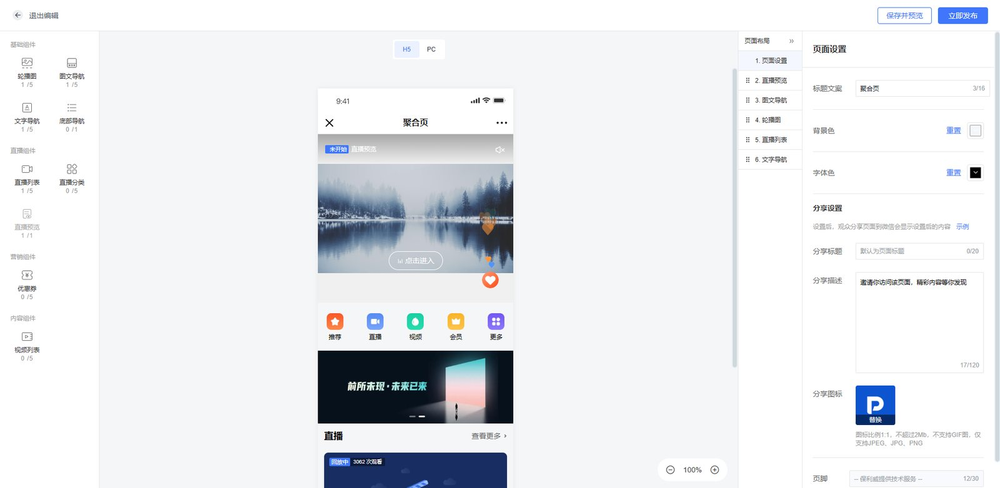 退出编辑
保存并预览
立即发布
基础组件
轮播图
1 /5
图文导航
1 /5
文字导航
1 /5
底部导航
0 /1
直播组件
直播列表
1 /5
直播分类
0 /5
直播预览
1 /1
营销组件
优惠券
0 /5
内容组件
视频列表
0 /5
H5
PC
9:41
聚合页
未开始 直播预览
点击进入
推荐
直播
视频
会员
更多
前所未现·未来已来
直播
查看更多
回放中 3062 次观看
100%
页面布局
1. 页面设置
2. 直播预览
3. 图文导航
4. 轮播图
5. 直播列表
6. 文字导航
页面设置
标题文案
聚合页
3/16
背景色
重置
字体色
重置
分享设置
设置后，观众分享页面到微信会显示设置后的内容 示例
分享标题
默认为页面标题
0/20
分享描述
邀请你访问该页面，精彩内容等你发现
17/120
分享图标
替换
图标比例1:1，不超过2Mb，不支持GIF图，仅
支持JPEG、JPG、PNG
页脚
-- 保利威提供技术服务 --
12/30